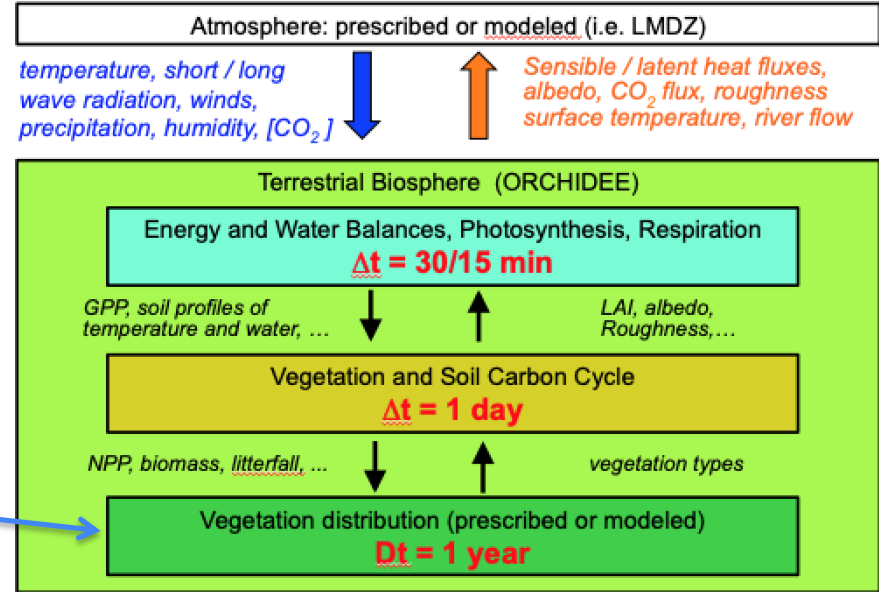 Atmosphere: prescribed or modeled (i.e. LMDZ)
temperature, short / long
wave radiation, winds,
precipitation, humidity, [CO₂ ]
Sensible / latent heat fluxes,
albedo, CO₂ flux, roughness
surface temperature, river flow
Terrestrial Biosphere (ORCHIDEE)
Energy and Water Balances, Photosynthesis, Respiration
Δt = 30/15 min
GPP, soil profiles of
temperature and water, ...
LAI, albedo,
Roughness,...
Vegetation and Soil Carbon Cycle
Δt = 1 day
NPP, biomass, litterfall, ...
vegetation types
Vegetation distribution (prescribed or modeled)
Dt = 1 year